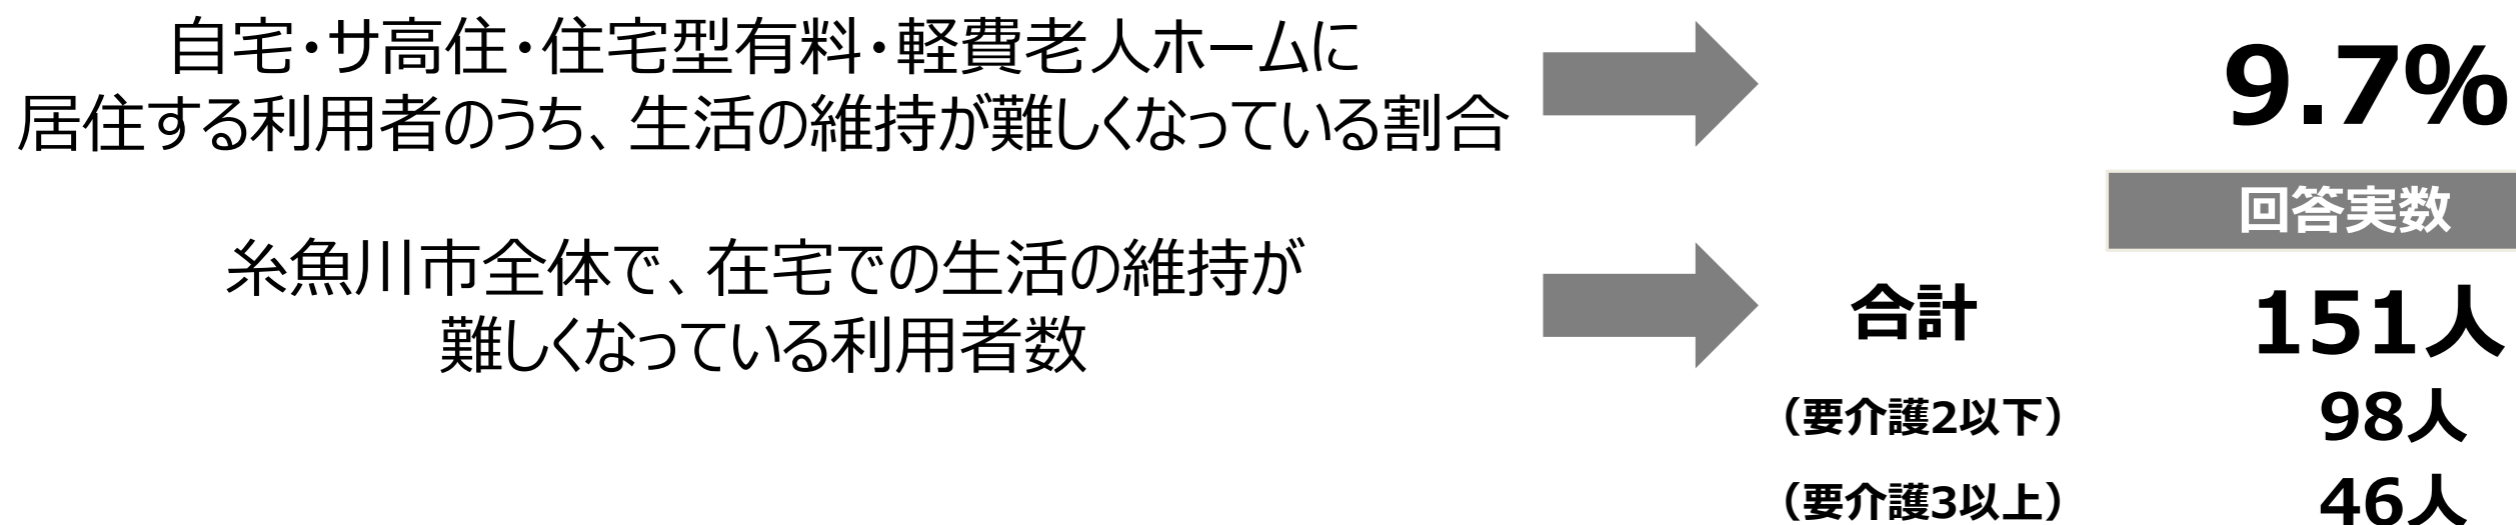 自宅・サ高住・住宅型有料・軽費老人ホームに
居住する利用者のうち、生活の維持が難しくなっている割合
9.7%
回答実数
糸魚川市全体で、在宅での生活の維持が
難しくなっている利用者数
合計 151人
（要介護2以下） 98人
（要介護3以上） 46人